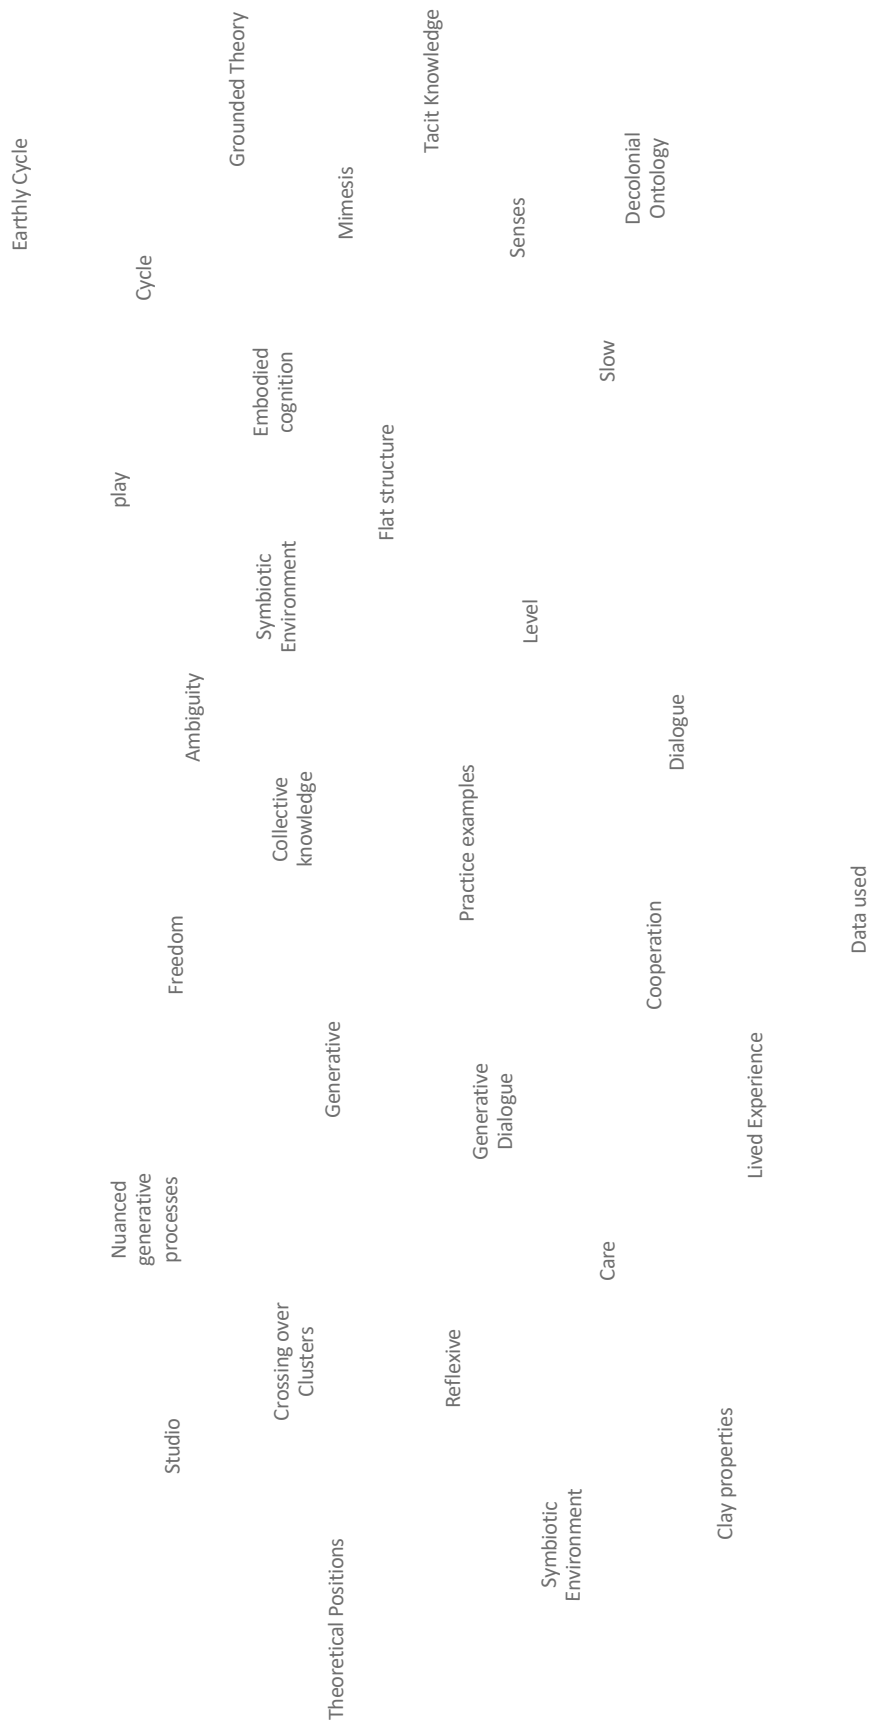 Earthly Cycle
Nuanced
generative
processes
play
Cycle
Studio
Freedom
Ambiguity
Grounded Theory
Embodied
cognition
Symbiotic
Environment
Collective
knowledge
Crossing over
Clusters
Theoretical Positions
Generative
Mimesis
Flat structure
Tacit Knowledge
Reflexive
Practice examples
Generative
Dialogue
Senses
Level
Symbiotic
Environment
Care
Slow
Decolonial
Ontology
Cooperation
Dialogue
Clay properties
Lived Experience
Data used